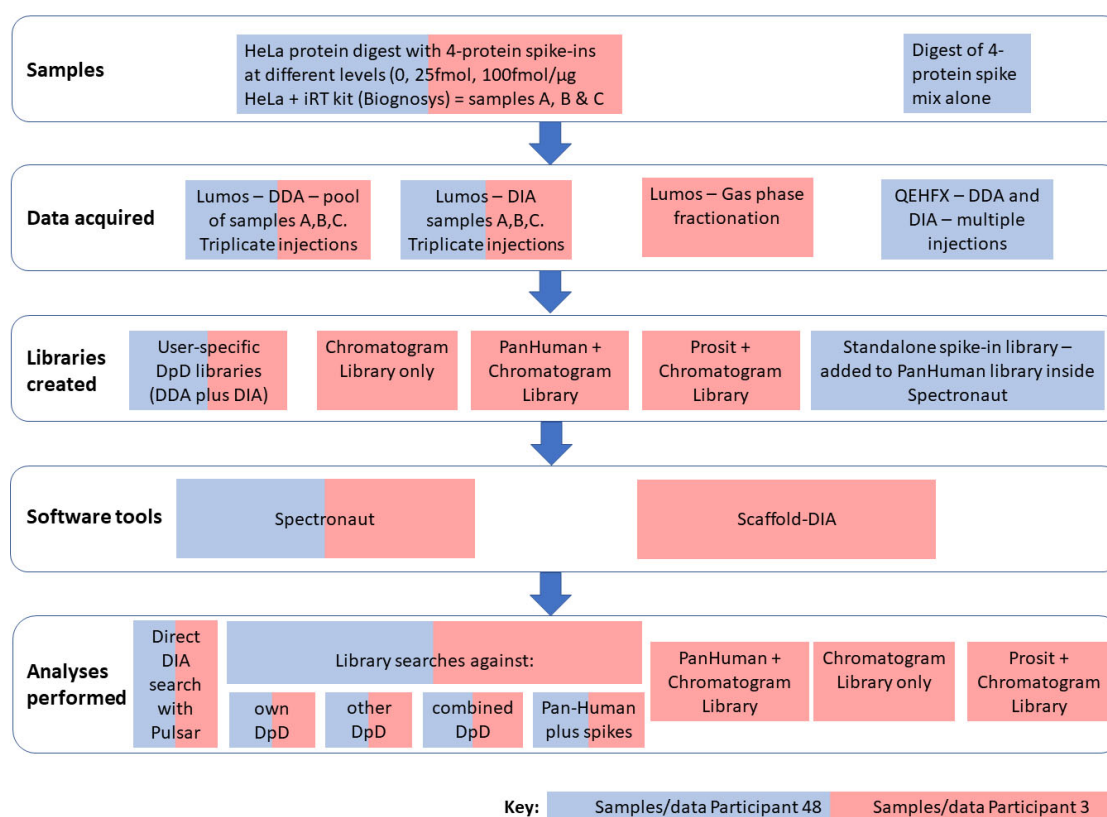 Samples
HeLa protein digest with 4-protein spike-ins
at different levels (0, 25fmol, 100fmol/µg
HeLa + iRT kit (Biognosys) = samples A, B & C
Digest of 4-
protein spike
mix alone
Data acquired
Lumos – DDA – pool
of samples A,B,C.
Triplicate injections
Lumos – DIA
samples A,B,C.
Triplicate injections
Lumos – Gas phase
fractionation
QEHFX – DDA and
DIA – multiple
injections
Libraries
created
User-specific
DpD libraries
(DDA plus DIA)
Chromatogram
Library only
PanHuman +
Chromatogram
Library
Prosit +
Chromatogram
Library
Standalone spike-in library –
added to PanHuman library inside
Spectronaut
Software tools
Spectronaut
Scaffold-DIA
Analyses
performed
Direct
DIA
search
with
Pulsar
Library searches against:
own
DpD
other
DpD
combined
DpD
Pan-Human
plus spikes
PanHuman +
Chromatogram
Library
Chromatogram
Library only
Prosit +
Chromatogram
Library
Key:
Samples/data Participant 48
Samples/data Participant 3